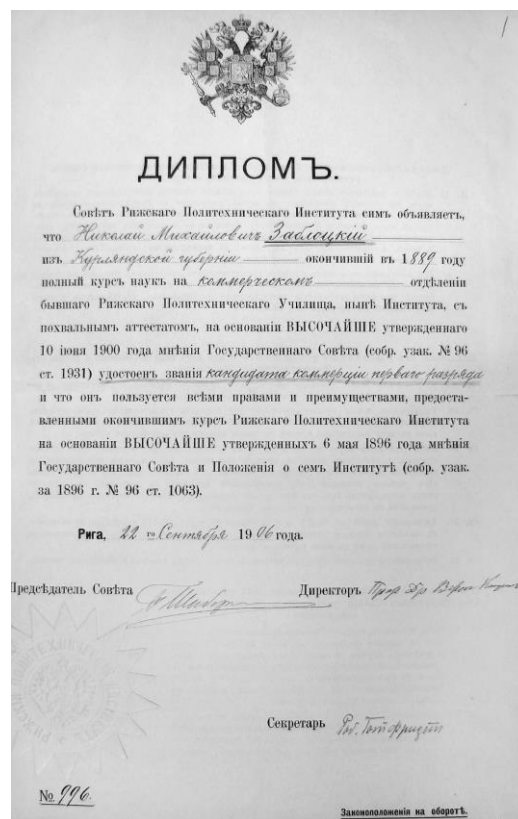 1
ДИПЛОМЪ.
Совѣтъ Рижскаго Политехническаго Института симъ объявляетъ,
что Николай Михайловичъ Заблоцкій
изъ Курляндской губерніи окончившій въ 1889 году
полный курсъ наукъ на коммерческомъ отдѣленіи
бывшаго Рижскаго Политехническаго Училища, нынѣ Института, съ
похвальнымъ аттестатомъ, на основаніи ВЫСОЧАЙШЕ утвержденнаго
10 іюня 1900 года мнѣнія Государственнаго Совѣта (собр. узак. № 96
ст. 1931) удостоенъ званія кандидата коммерціи перваго разряда
и что онъ пользуется всѣми правами и преимуществами, предоста-
вленными окончившимъ курсъ Рижскаго Политехническаго Института
на основаніи ВЫСОЧАЙШЕ утвержденныхъ 6 мая 1896 года мнѣнія
Государственнаго Совѣта и Положенія о семъ Институтѣ (собр. узак.
за 1896 г. № 96 ст. 1063).
Рига, 22 го Сентября 1906 года.
Предсѣдатель Совѣта
Директоръ Проф. Др.
Секретарь Роб. Готфридтъ
№ 996.
Законоположенія на оборотѣ.